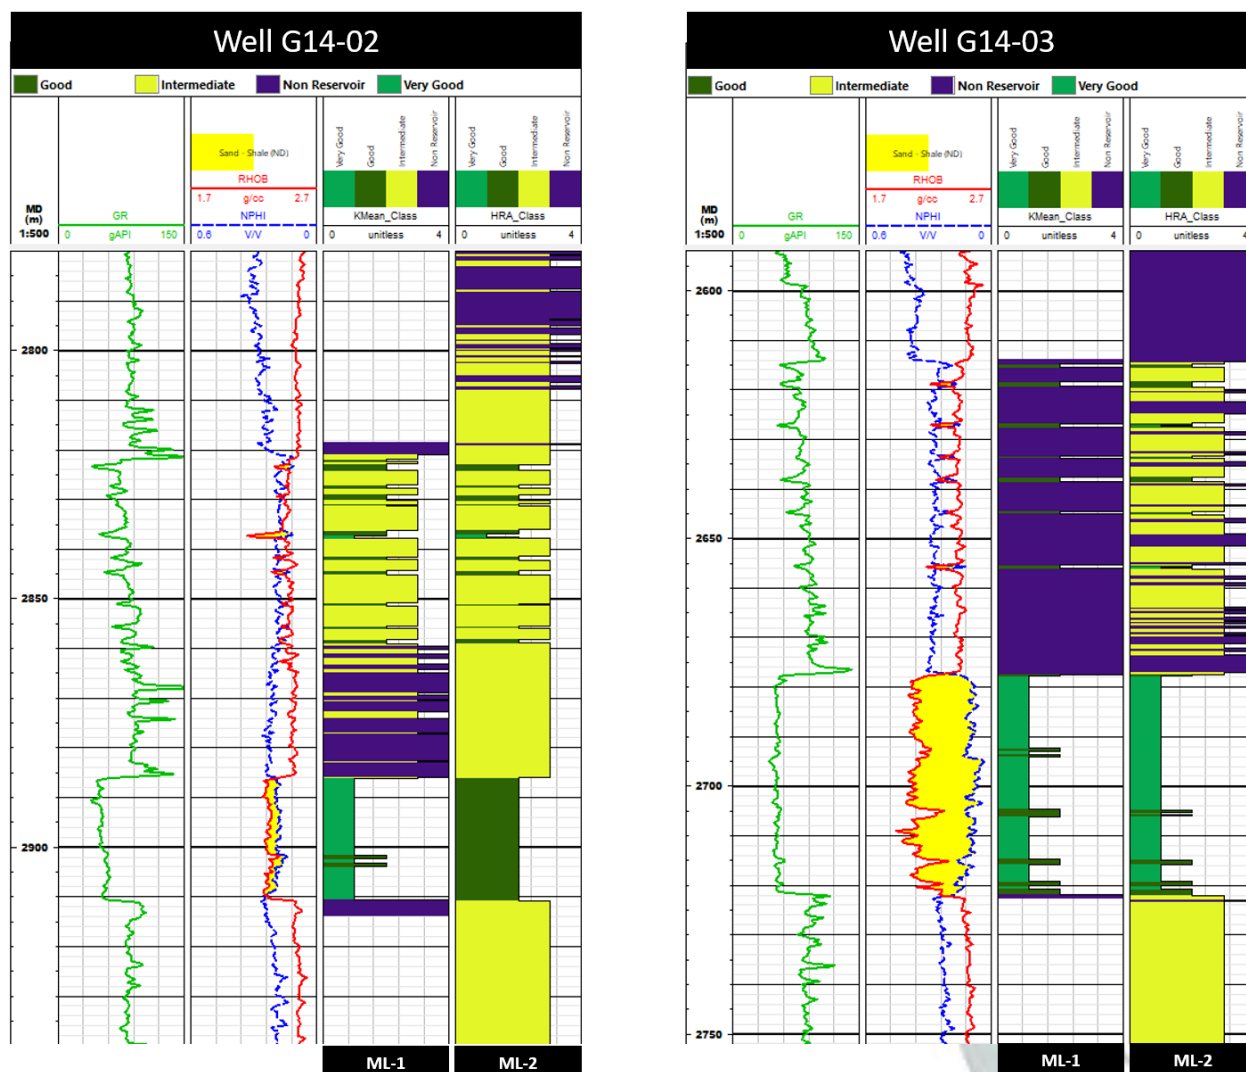 Well G14-02
Good Intermediate Non Reservoir Very Good
Very Good Good Intermediate Non Reservoir Very Good Good Intermediate Non Reservoir
Sand - Shale (ND)
RHOB
1.7 g/cc 2.7
MD
(m)
1:500
GR
0 gAPI 150
NPHI
0.6 V/V 0
KMean_Class
0 unitless 4
HRA_Class
0 unitless 4
2800
2850
2900
ML-1 ML-2
Well G14-03
Good Intermediate Non Reservoir Very Good
Very Good Good Intermediate Non Reservoir Very Good Good Intermediate Non Reservoir
Sand - Shale (ND)
RHOB
1.7 g/cc 2.7
MD
(m)
1:500
GR
0 gAPI 150
NPHI
0.6 V/V 0
KMean_Class
0 unitless 4
HRA_Class
0 unitless 4
2600
2650
2700
2750
ML-1 ML-2